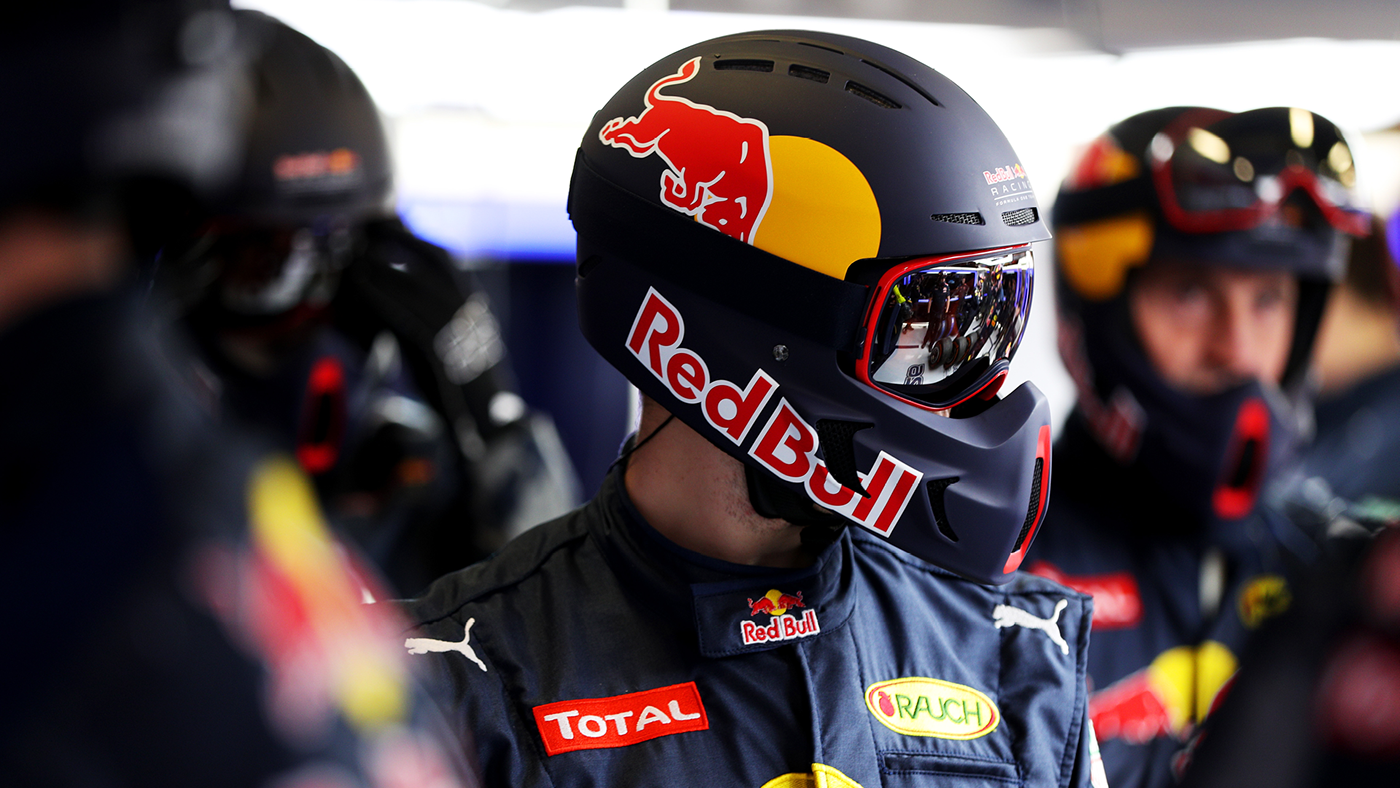 Red Bull
RACING
Red Bull
Red Bull
TOTAL
RAUCH